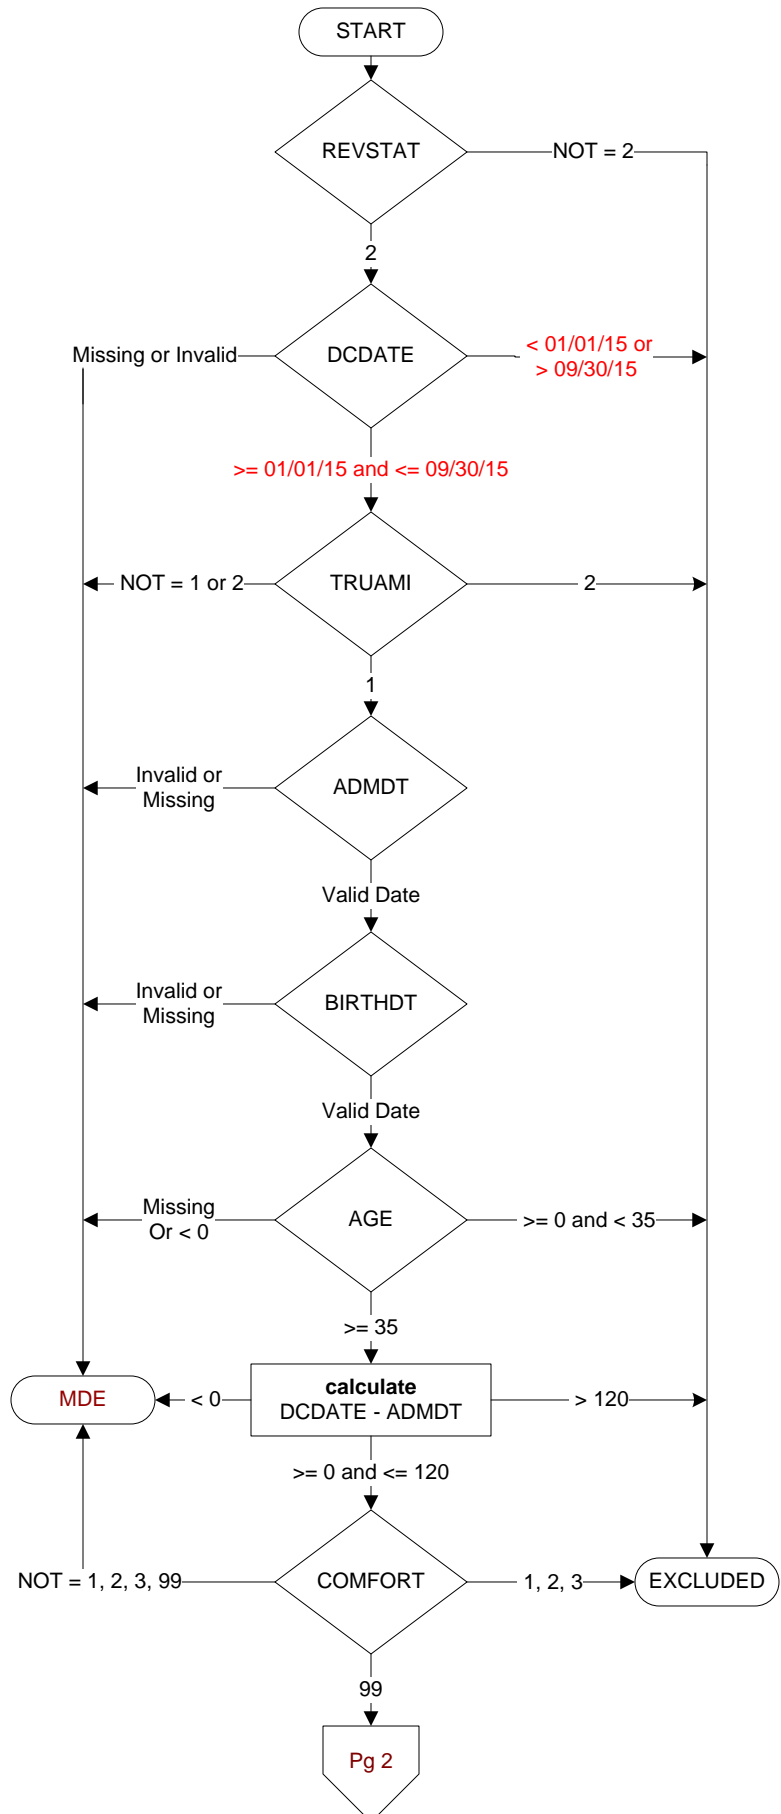 START
REVSTAT
NOT = 2
2
Missing or Invalid
DCDATE
< 01/01/15 or
> 09/30/15
>= 01/01/15 and <= 09/30/15
NOT = 1 or 2
TRUAMI
2
1
Invalid or
Missing
ADMDT
Valid Date
Invalid or
Missing
BIRTHDT
Valid Date
Missing
Or < 0
AGE
>= 0 and < 35
>= 35
MDE
< 0
calculate
DCDATE - ADMDT
> 120
>= 0 and <= 120
NOT = 1, 2, 3, 99
COMFORT
1, 2, 3
EXCLUDED
99
Pg 2